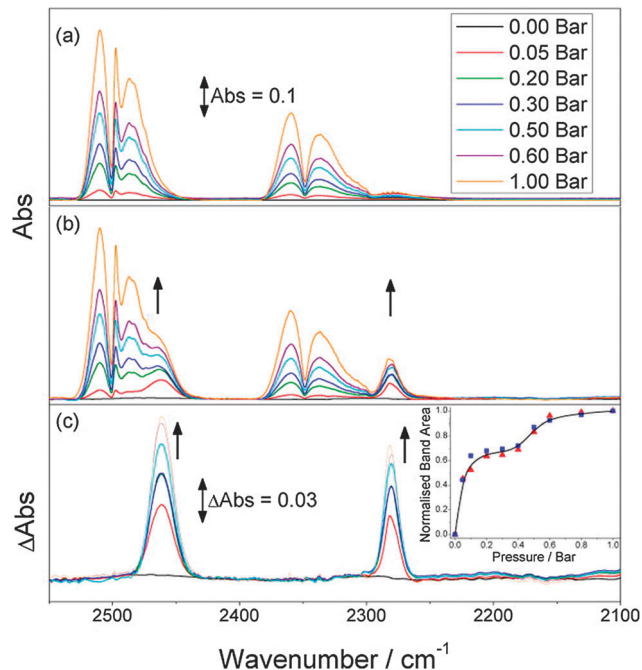 (a)
Abs = 0.1
0.00 Bar
0.05 Bar
0.20 Bar
0.30 Bar
0.50 Bar
0.60 Bar
1.00 Bar
Abs
(b)
(c)
ΔAbs = 0.03
ΔAbs
Normalised Band Area
1.0
0.8
0.6
0.4
0.2
0.0
0.0 0.2 0.4 0.6 0.8 1.0
Pressure / Bar
2500 2400 2300 2200 2100
Wavenumber / cm⁻¹